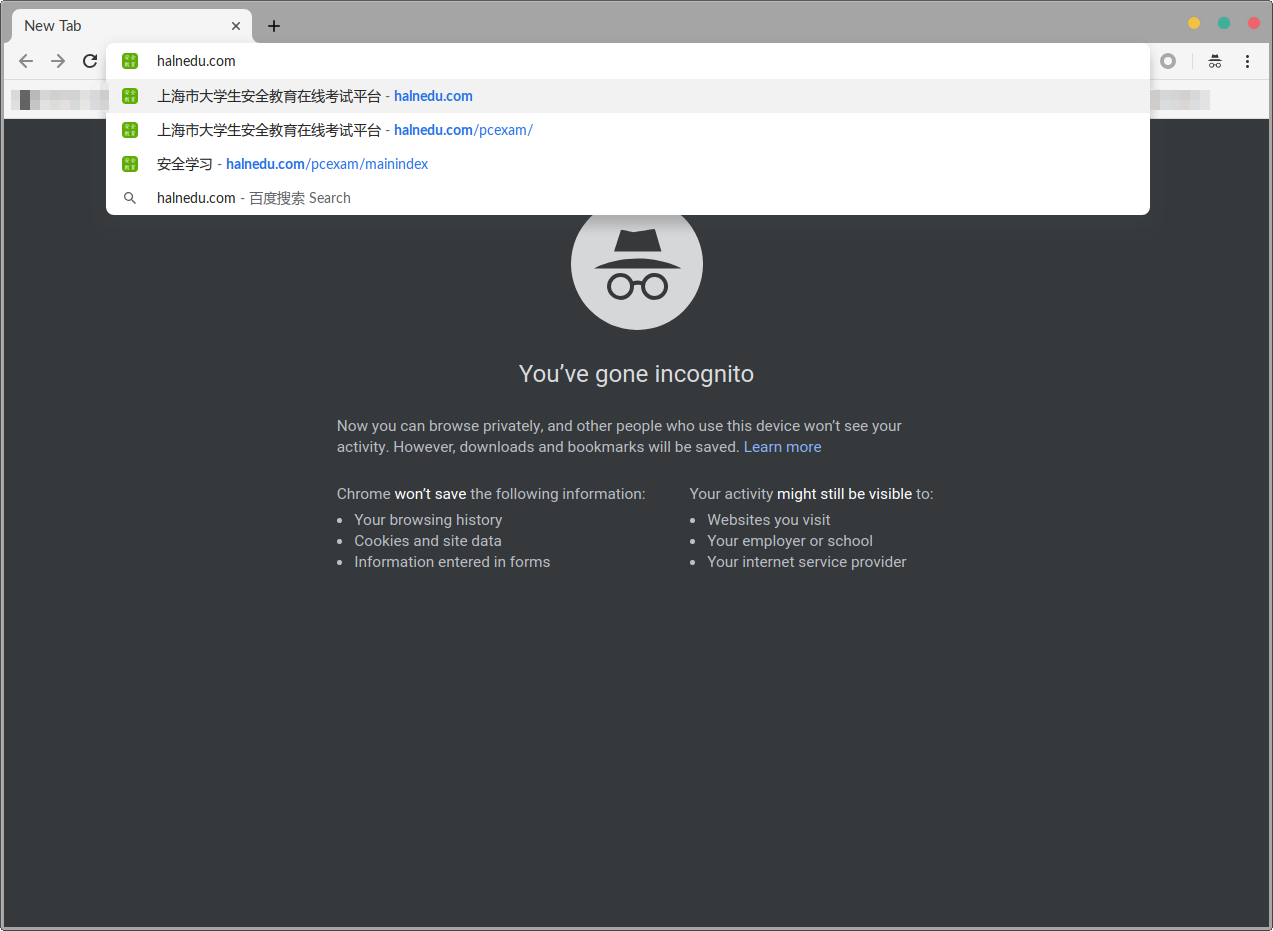 New Tab
halnedu.com
上海市大学生安全教育在线考试平台 - halnedu.com
上海市大学生安全教育在线考试平台 - halnedu.com/pcexam/
安全学习 - halnedu.com/pcexam/mainindex
halnedu.com - 百度搜索 Search
You’ve gone incognito
Now you can browse privately, and other people who use this device won’t see your
activity. However, downloads and bookmarks will be saved. Learn more
Chrome won’t save the following information:
Your browsing history
Cookies and site data
Information entered in forms
Your activity might still be visible to:
Websites you visit
Your employer or school
Your internet service provider